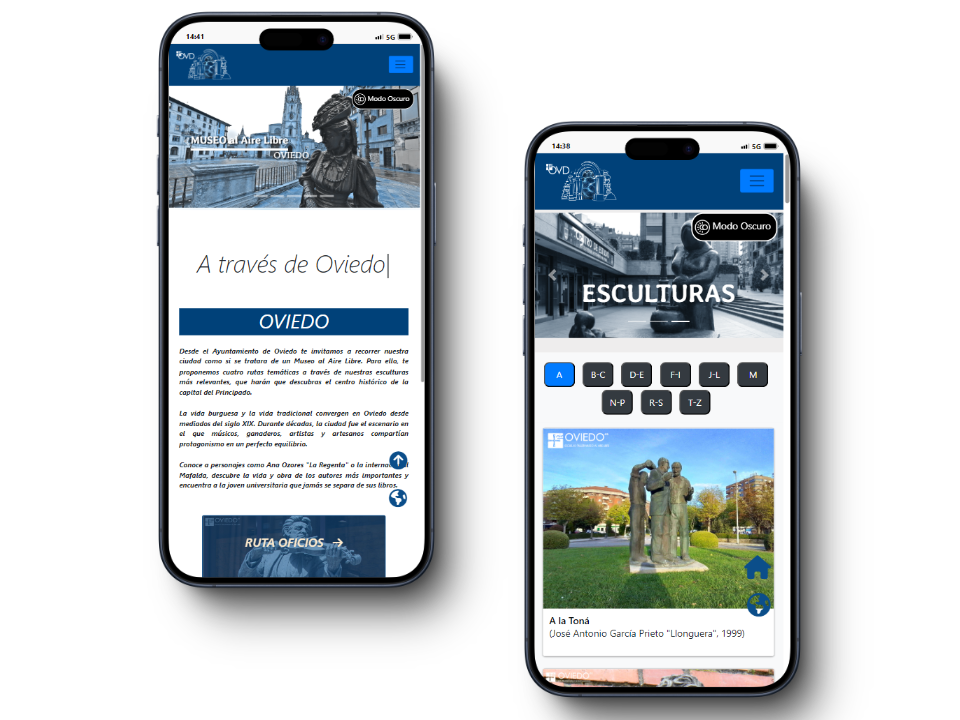 14:41
5G
OVD
Modo Oscuro
MUSEO al Aire Libre
OVIEDO
A través de Oviedo
OVIEDO
Desde el Ayuntamiento de Oviedo te invitamos a recorrer nuestra
ciudad como si se tratara de un Museo al Aire Libre. Para ello, te
proponemos cuatro rutas temáticas a través de nuestras esculturas
más relevantes, que harán que descubras el centro histórico de la
capital del Principado.
La vida burguesa y la vida tradicional convergen en Oviedo desde
mediados del siglo XIX. Durante décadas, la ciudad fue el escenario en
el que músicos, ganaderos, artistas y artesanos compartían
protagonismo en un perfecto equilibrio.
Conoce a personajes como Ana Ozores "La Regenta" o la
Mafalda, descubre la vida y obra de los autores más importantes y
encuentra a la joven universitaria que jamás se separa de sus libros.
OVIEDO
RUTA OFICIOS
14:38
5G
OVD
Modo Oscuro
ESCULTURAS
A B-C D-E F-I J-L M
N-P R-S T-Z
OVIEDO
A la Toná
(José Antonio García Prieto "Llonguera", 1999)
OVIEDO